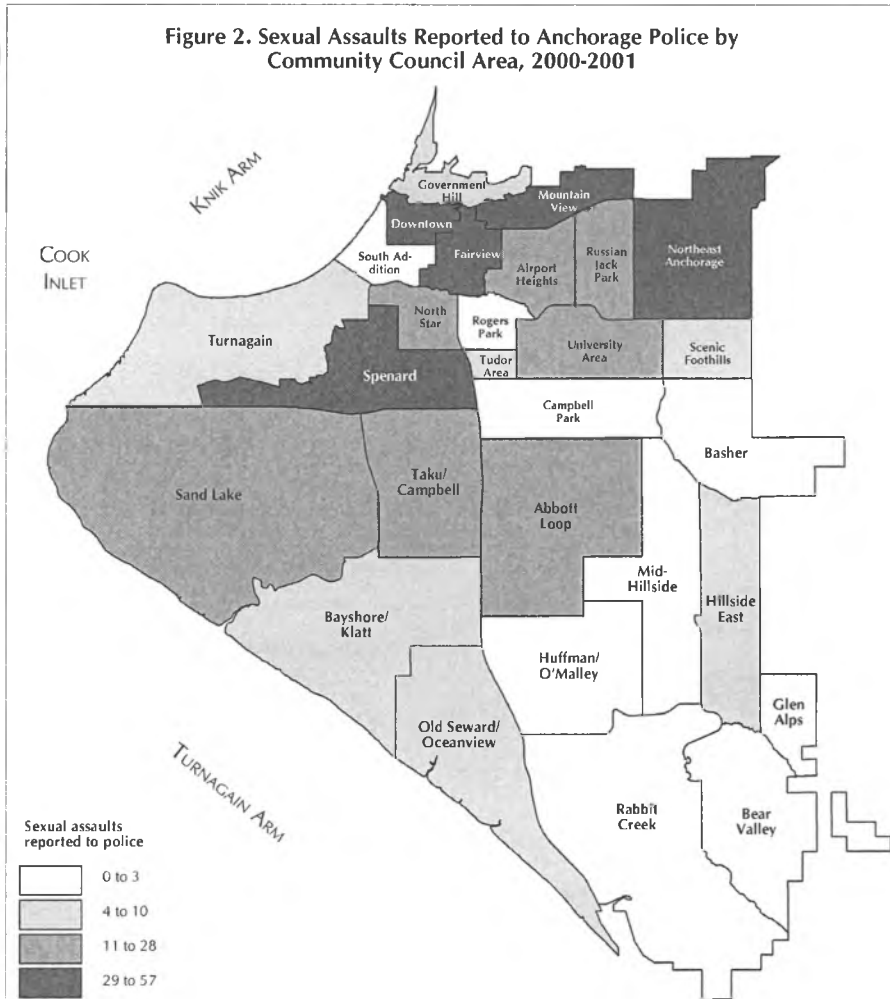 Figure 2. Sexual Assaults Reported to Anchorage Police by
Community Council Area, 2000-2001
KNIK ARM
COOK
INLET
TURNAGAIN ARM
Government
Hill
Mountain
View
Downtown
Fairview
South Ad-
dition
Airport
Heights
Russian
Jack
Park
Northeast
Anchorage
North
Star
Rogers
Park
Turnagain
Spenard
Tudor
Area
University
Area
Scenic
Foothills
Campbell
Park
Basher
Sand Lake
Taku/
Campbell
Abbott
Loop
Mid-
Hillside
Hillside
East
Bayshore/
Klatt
Huffman/
O'Malley
Glen
Alps
Old Seward/
Oceanview
Rabbit
Creek
Bear
Valley
Sexual assaults
reported to police
0 to 3
4 to 10
11 to 28
29 to 57